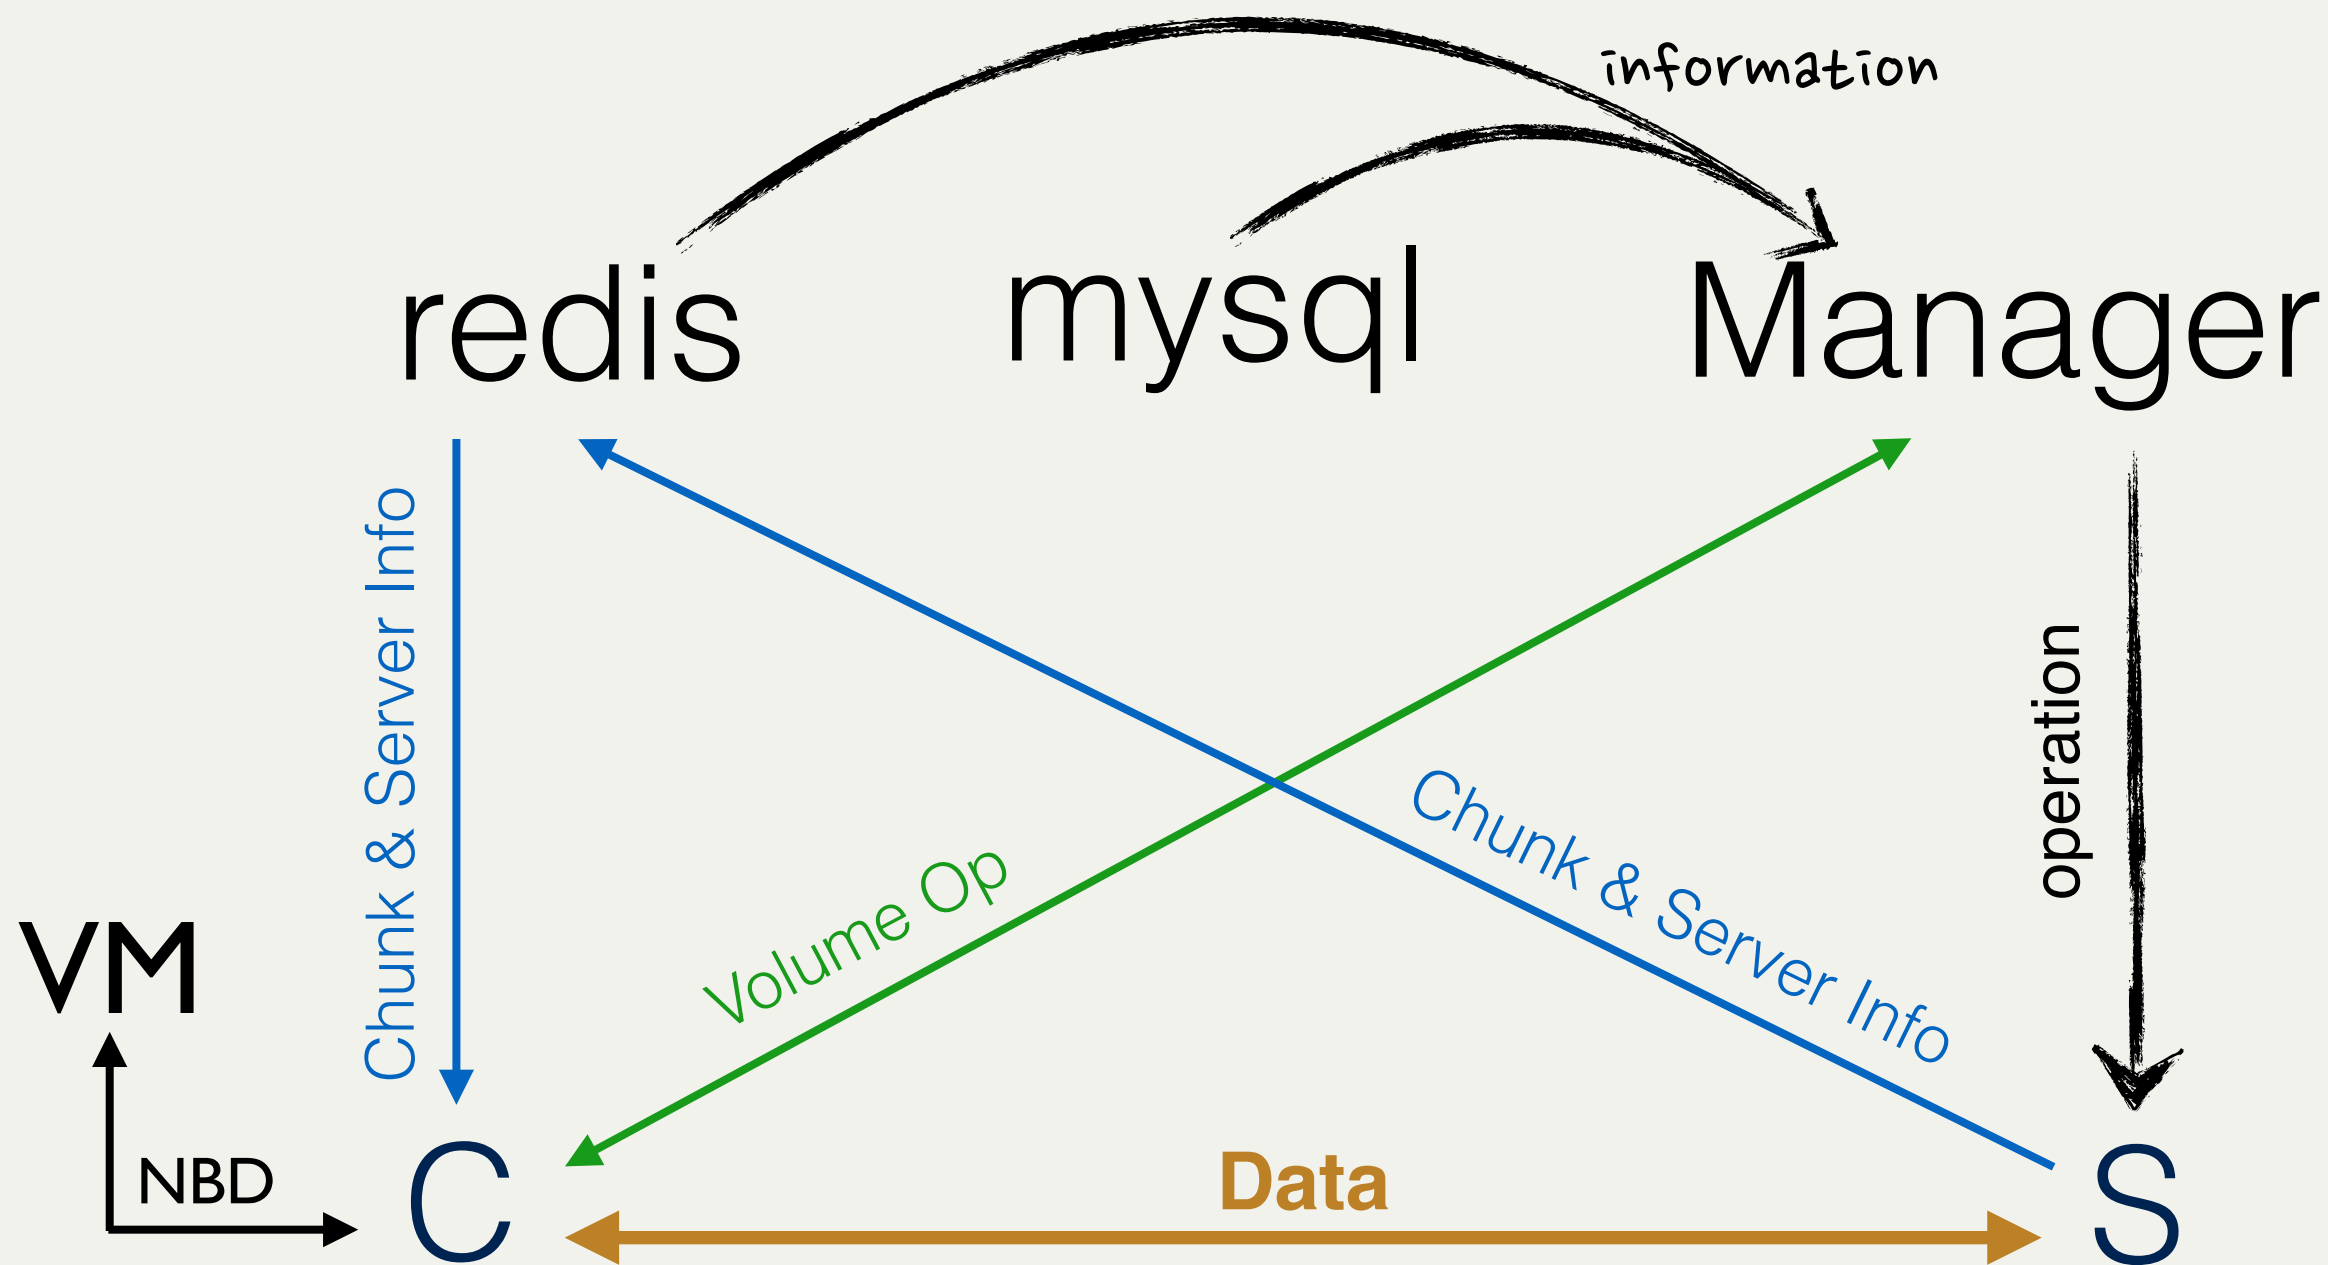 information
redis
mysql
Manager
Chunk & Server Info
operation
Volume Op
Chunk & Server Info
VM
NBD
C
Data
S